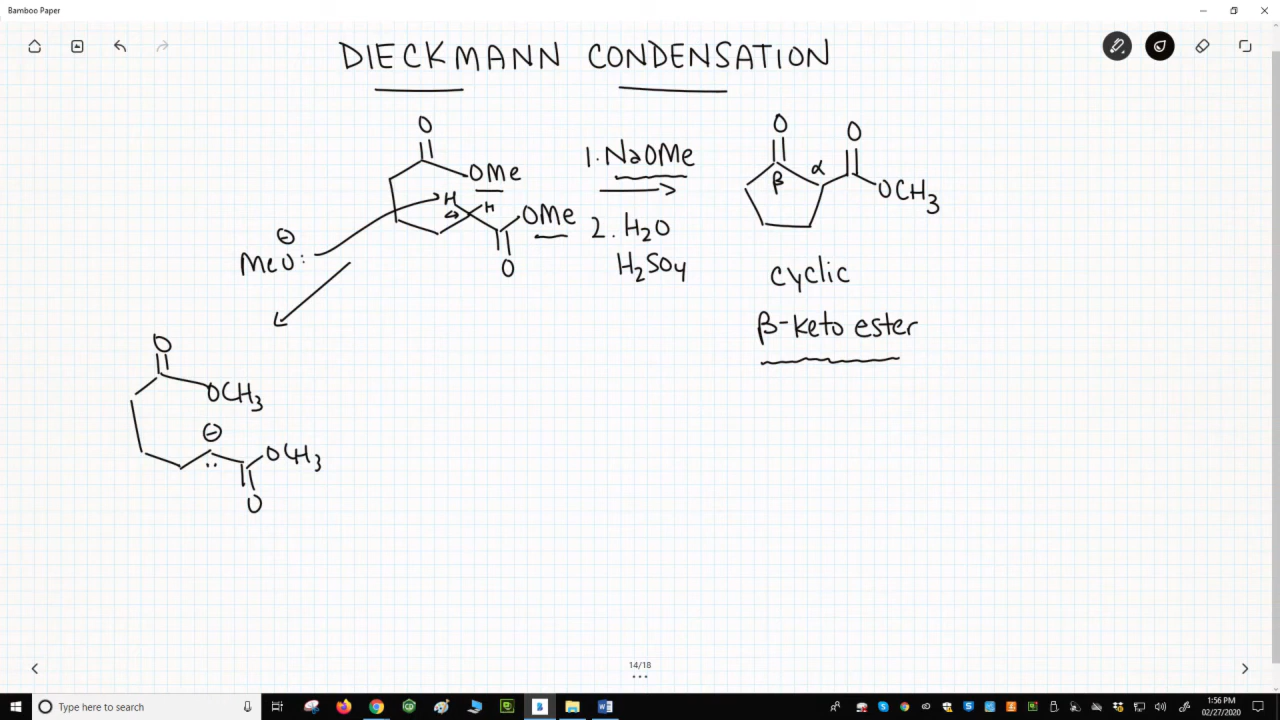 Bamboo Paper
DIECKMANN CONDENSATION
O
OMe
H
H
OMe
O
⊖
MeO:
1. NaOMe
2. H2O
H2SO4
O
O
α
β
OCH3
cyclic
β-keto ester
O
OCH3
⊖
..
OCH3
O
14/18
Type here to search
1:56 PM
02/27/2020